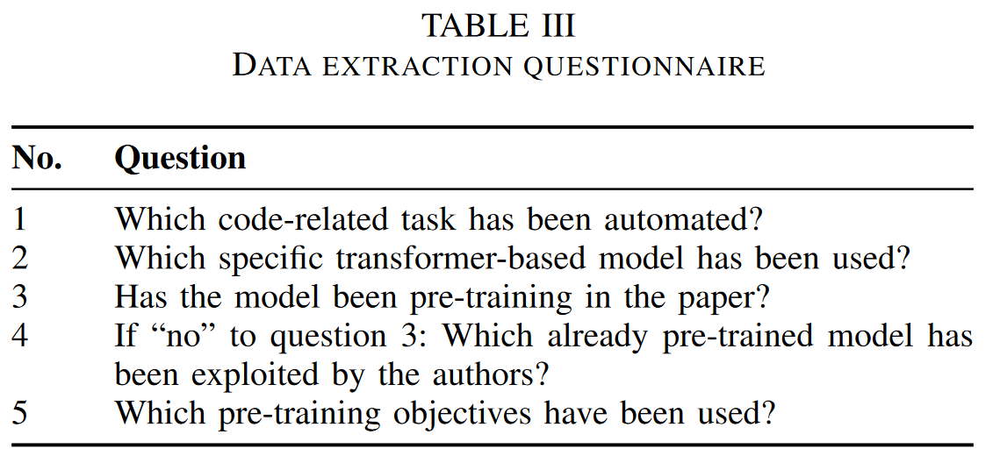 TABLE III
DATA EXTRACTION QUESTIONNAIRE
No. Question
1 Which code-related task has been automated?
2 Which specific transformer-based model has been used?
3 Has the model been pre-training in the paper?
4 If “no” to question 3: Which already pre-trained model has
been exploited by the authors?
5 Which pre-training objectives have been used?